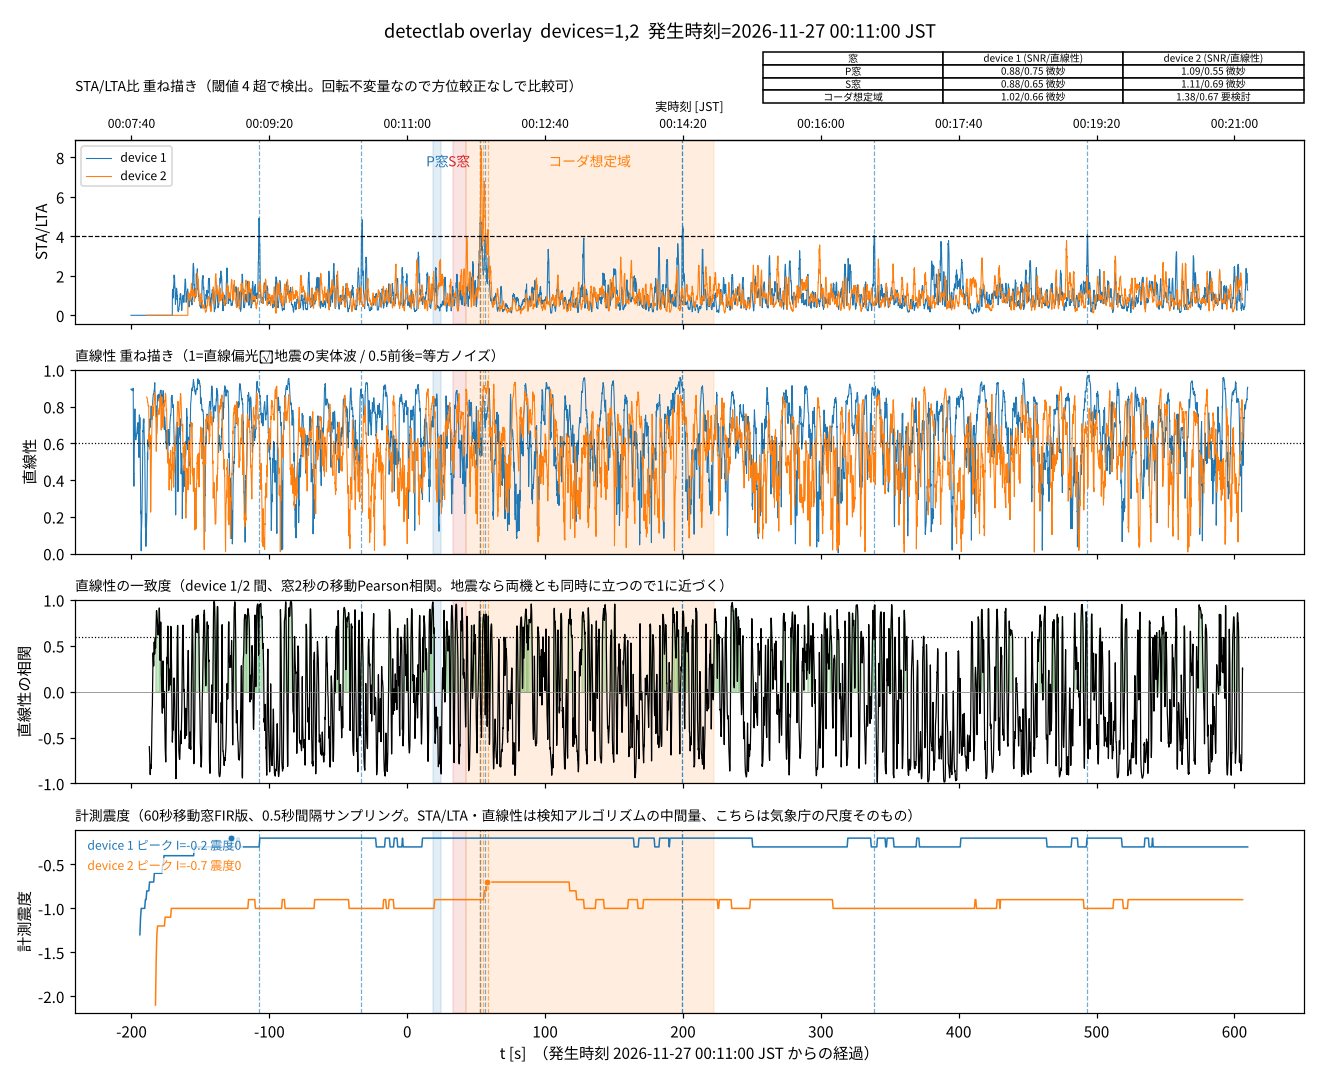 detectlab overlay  devices=1,2  発生時刻=2026-11-27 00:11:00 JST
窓 device 1 (SNR/直線性) device 2 (SNR/直線性)
P窓 0.88/0.75 微妙 1.09/0.55 微妙
S窓 0.88/0.65 微妙 1.11/0.69 微妙
コーダ想定域 1.02/0.66 微妙 1.38/0.67 要検討
STA/LTA比 重ね描き（閾値 4 超で検出。回転不変量なので方位較正なしで比較可）
実時刻 [JST]
00:07:40 00:09:20 00:11:00 00:12:40 00:14:20 00:16:00 00:17:40 00:19:20 00:21:00
device 1
device 2
P窓 S窓 コーダ想定域
STA/LTA
8
6
4
2
0
直線性 重ね描き（1=直線偏光▽地震の実体波 / 0.5前後=等方ノイズ）
直線性
1.0
0.8
0.6
0.4
0.2
0.0
直線性の一致度（device 1/2 間、窓2秒の移動Pearson相関。地震なら両機とも同時に立つので1に近づく）
直線性の相関
1.0
0.5
0.0
-0.5
-1.0
計測震度（60秒移動窓FIR版、0.5秒間隔サンプリング。STA/LTA・直線性は検知アルゴリズムの中間量、こちらは気象庁の尺度そのもの）
device 1 ピーク I=-0.2 震度0
device 2 ピーク I=-0.7 震度0
計測震度
-0.5
-1.0
-1.5
-2.0
-200 -100 0 100 200 300 400 500 600
t [s]  （発生時刻 2026-11-27 00:11:00 JST からの経過）